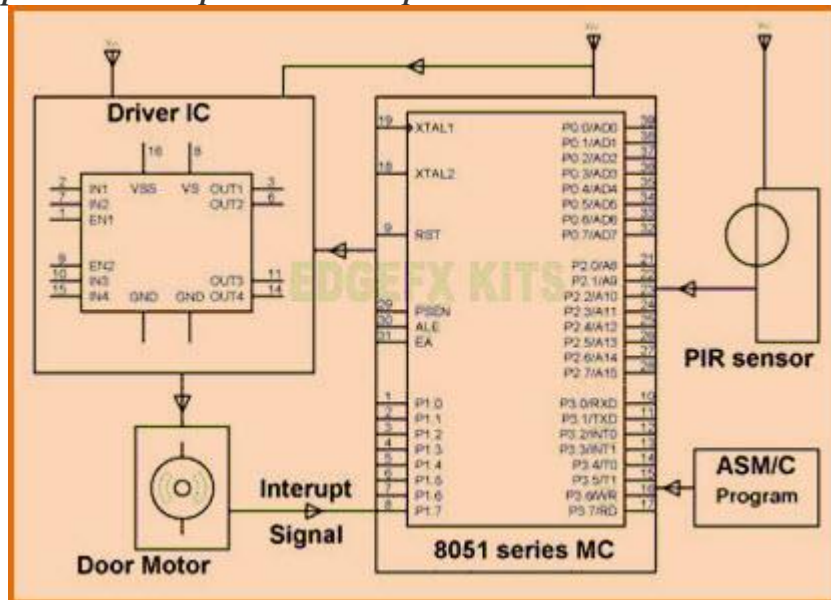 Vcc
Vcc
Vcc
Driver IC
16
8
2
IN1
VSS
VS
OUT1
3
7
IN2
OUT2
6
1
EN1
9
EN2
10
IN3
OUT3
11
15
IN4
GND
GND
OUT4
14
19
XTAL1
P0.0/AD0
39
P0.1/AD1
38
P0.2/AD2
37
18
XTAL2
P0.3/AD3
36
P0.4/AD4
35
P0.5/AD5
34
P0.6/AD6
33
9
RST
P0.7/AD7
32
P2.0/A8
21
P2.1/A9
22
EDGEFX KITS
P2.2/A10
23
29
PSEN
P2.3/A11
24
30
ALE
P2.4/A12
25
31
EA
P2.5/A13
26
P2.6/A14
27
P2.7/A15
28
1
P1.0
P3.0/RXD
10
2
P1.1
P3.1/TXD
11
3
P1.2
P3.2/INT0
12
4
P1.3
P3.3/INT1
13
5
P1.4
P3.4/T0
14
6
P1.5
P3.5/T1
15
7
P1.6
P3.6/WR
16
8
P1.7
P3.7/RD
17
PIR sensor
ASM/C
Program
Interupt
Signal
8051 series MC
Door Motor